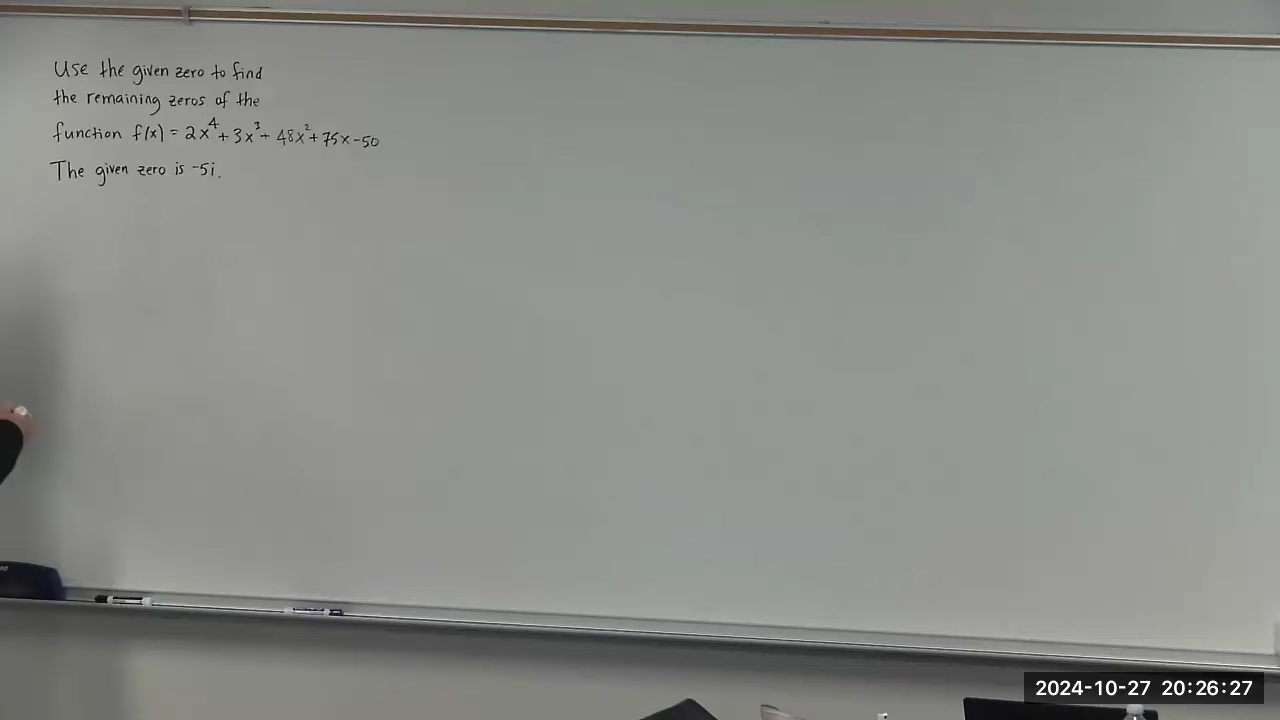 Use the given zero to find
the remaining zeros of the
function f(x) = 2x⁴+3x³+48x²+75x-50
The given zero is -5i.
2024-10-27 20:26:27